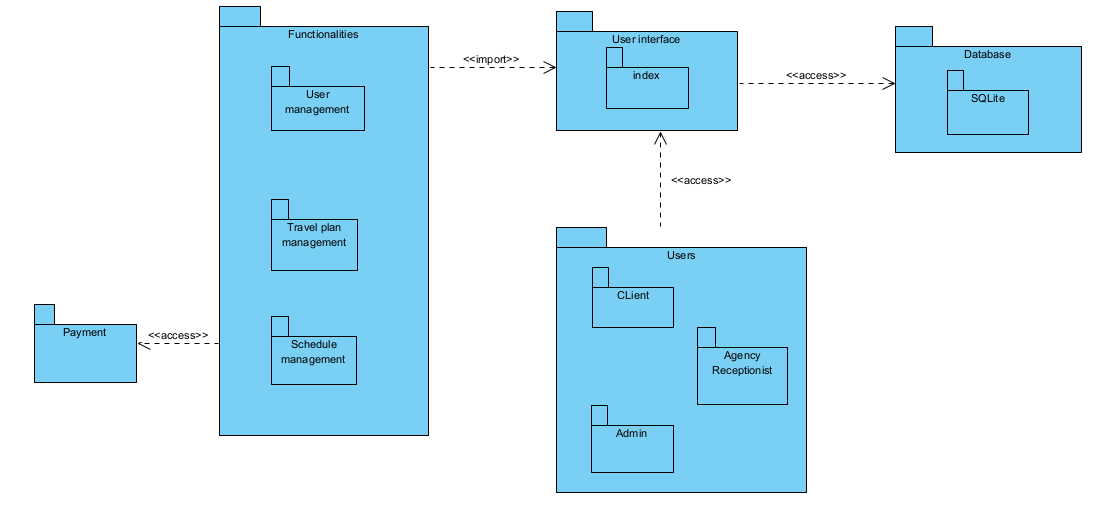 Functionalities
User
management
Travel plan
management
Schedule
management
<<import>>
User interface
index
<<access>>
Database
SQLite
<<access>>
Users
CLient
Agency
Receptionist
Admin
Payment
<<access>>